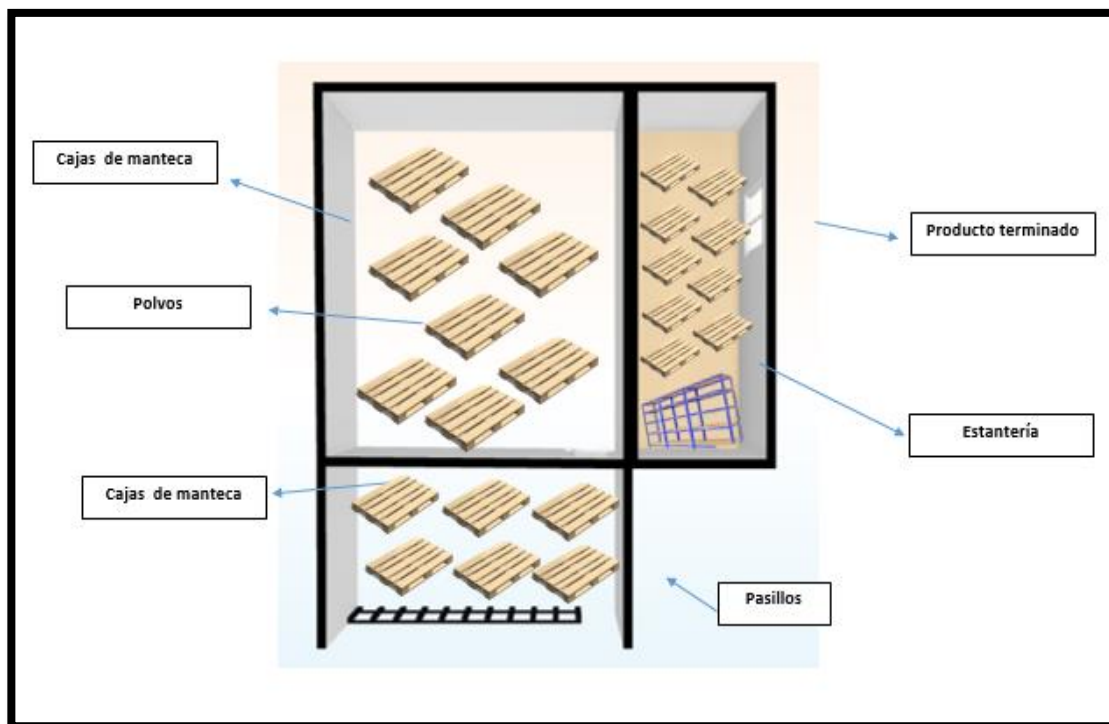 Cajas de manteca
Producto terminado
Polvos
Estantería
Cajas de manteca
Pasillos